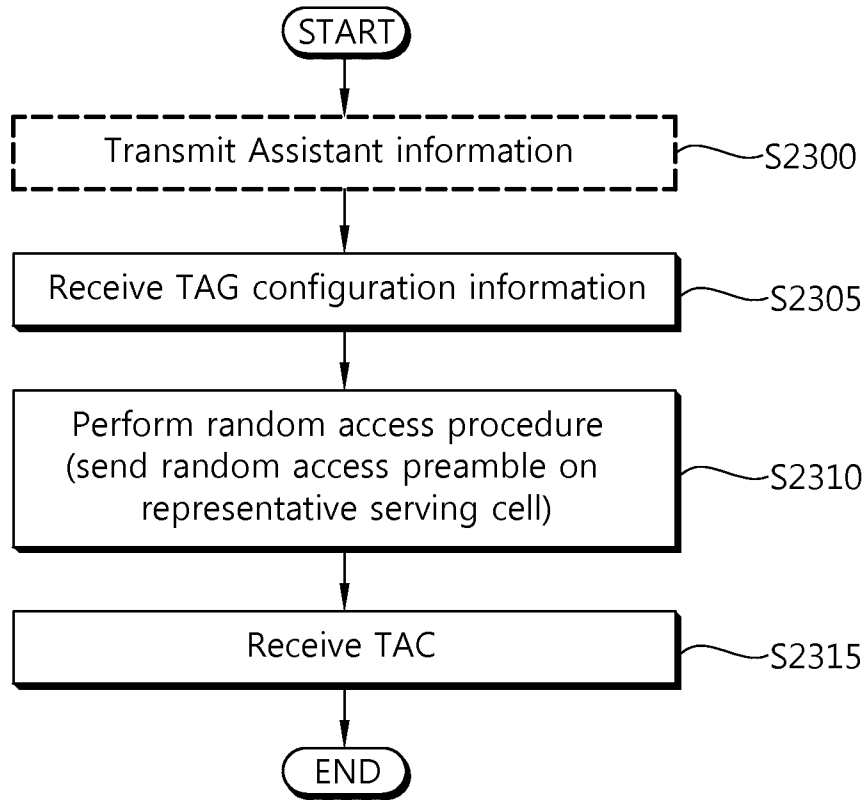 START
Transmit Assistant information
S2300
Receive TAG configuration information
S2305
Perform random access procedure
(send random access preamble on
representative serving cell)
S2310
Receive TAC
S2315
END